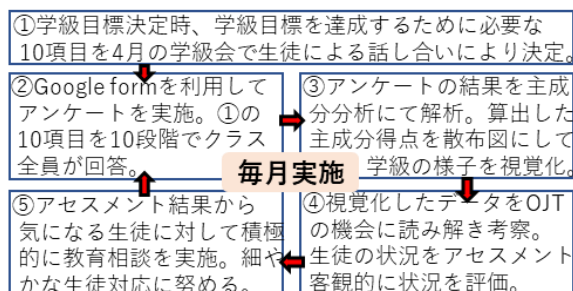 ①学級目標決定時、学級目標を達成するために必要な
10項目を4月の学級会で生徒による話し合いにより決定。
②Google formを利用して
アンケートを実施。①の
10項目を10段階でクラス
全員が回答。
③アンケートの結果を主成
分分析にて解析。算出した
主成分得点を散布図にして
学級の様子を視覚化。
毎月実施
⑤アセスメント結果から
気になる生徒に対して積極
的に教育相談を実施。細や
かな生徒対応に努める。
④視覚化したデータをOJT
の機会に読み解き考察。
生徒の状況をアセスメント
客観的に状況を評価。